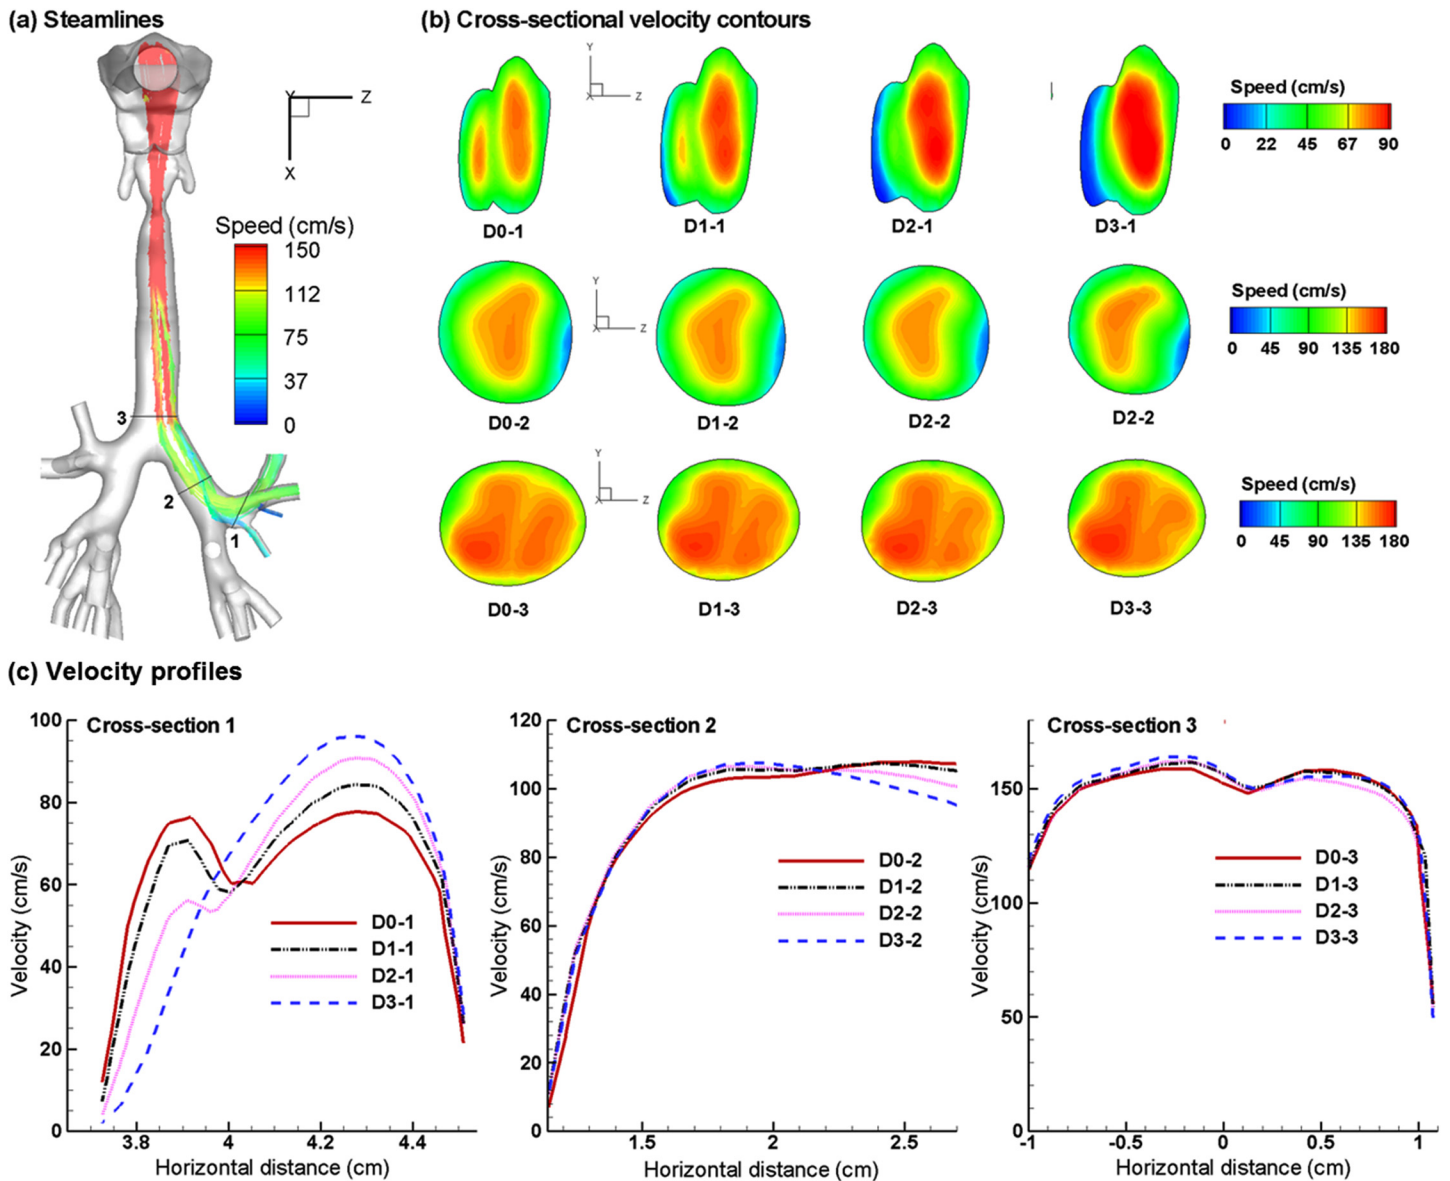 (a) Steamlines
Y
Z
X
Speed (cm/s)
150
112
75
37
0
3
2
1
(b) Cross-sectional velocity contours
Y
X
Z
Y
X
Z
D0-1
D1-1
D2-1
D3-1
Speed (cm/s)
0 22 45 67 90
Y
X
Z
Y
X
Z
D0-2
D1-2
D2-2
D2-2
Speed (cm/s)
0 45 90 135 180
Y
X
Z
Y
X
Z
D0-3
D1-3
D2-3
D3-3
Speed (cm/s)
0 45 90 135 180
(c) Velocity profiles
Cross-section 1
Velocity (cm/s)
100
80
60
40
20
0
D0-1
D1-1
D2-1
D3-1
3.8 4 4.2 4.4
Horizontal distance (cm)
Cross-section 2
Velocity (cm/s)
120
100
80
60
40
20
0
D0-2
D1-2
D2-2
D3-2
1.5 2 2.5
Horizontal distance (cm)
Cross-section 3
Velocity (cm/s)
150
100
50
0
D0-3
D1-3
D2-3
D3-3
-1 -0.5 0 0.5 1
Horizontal distance (cm)